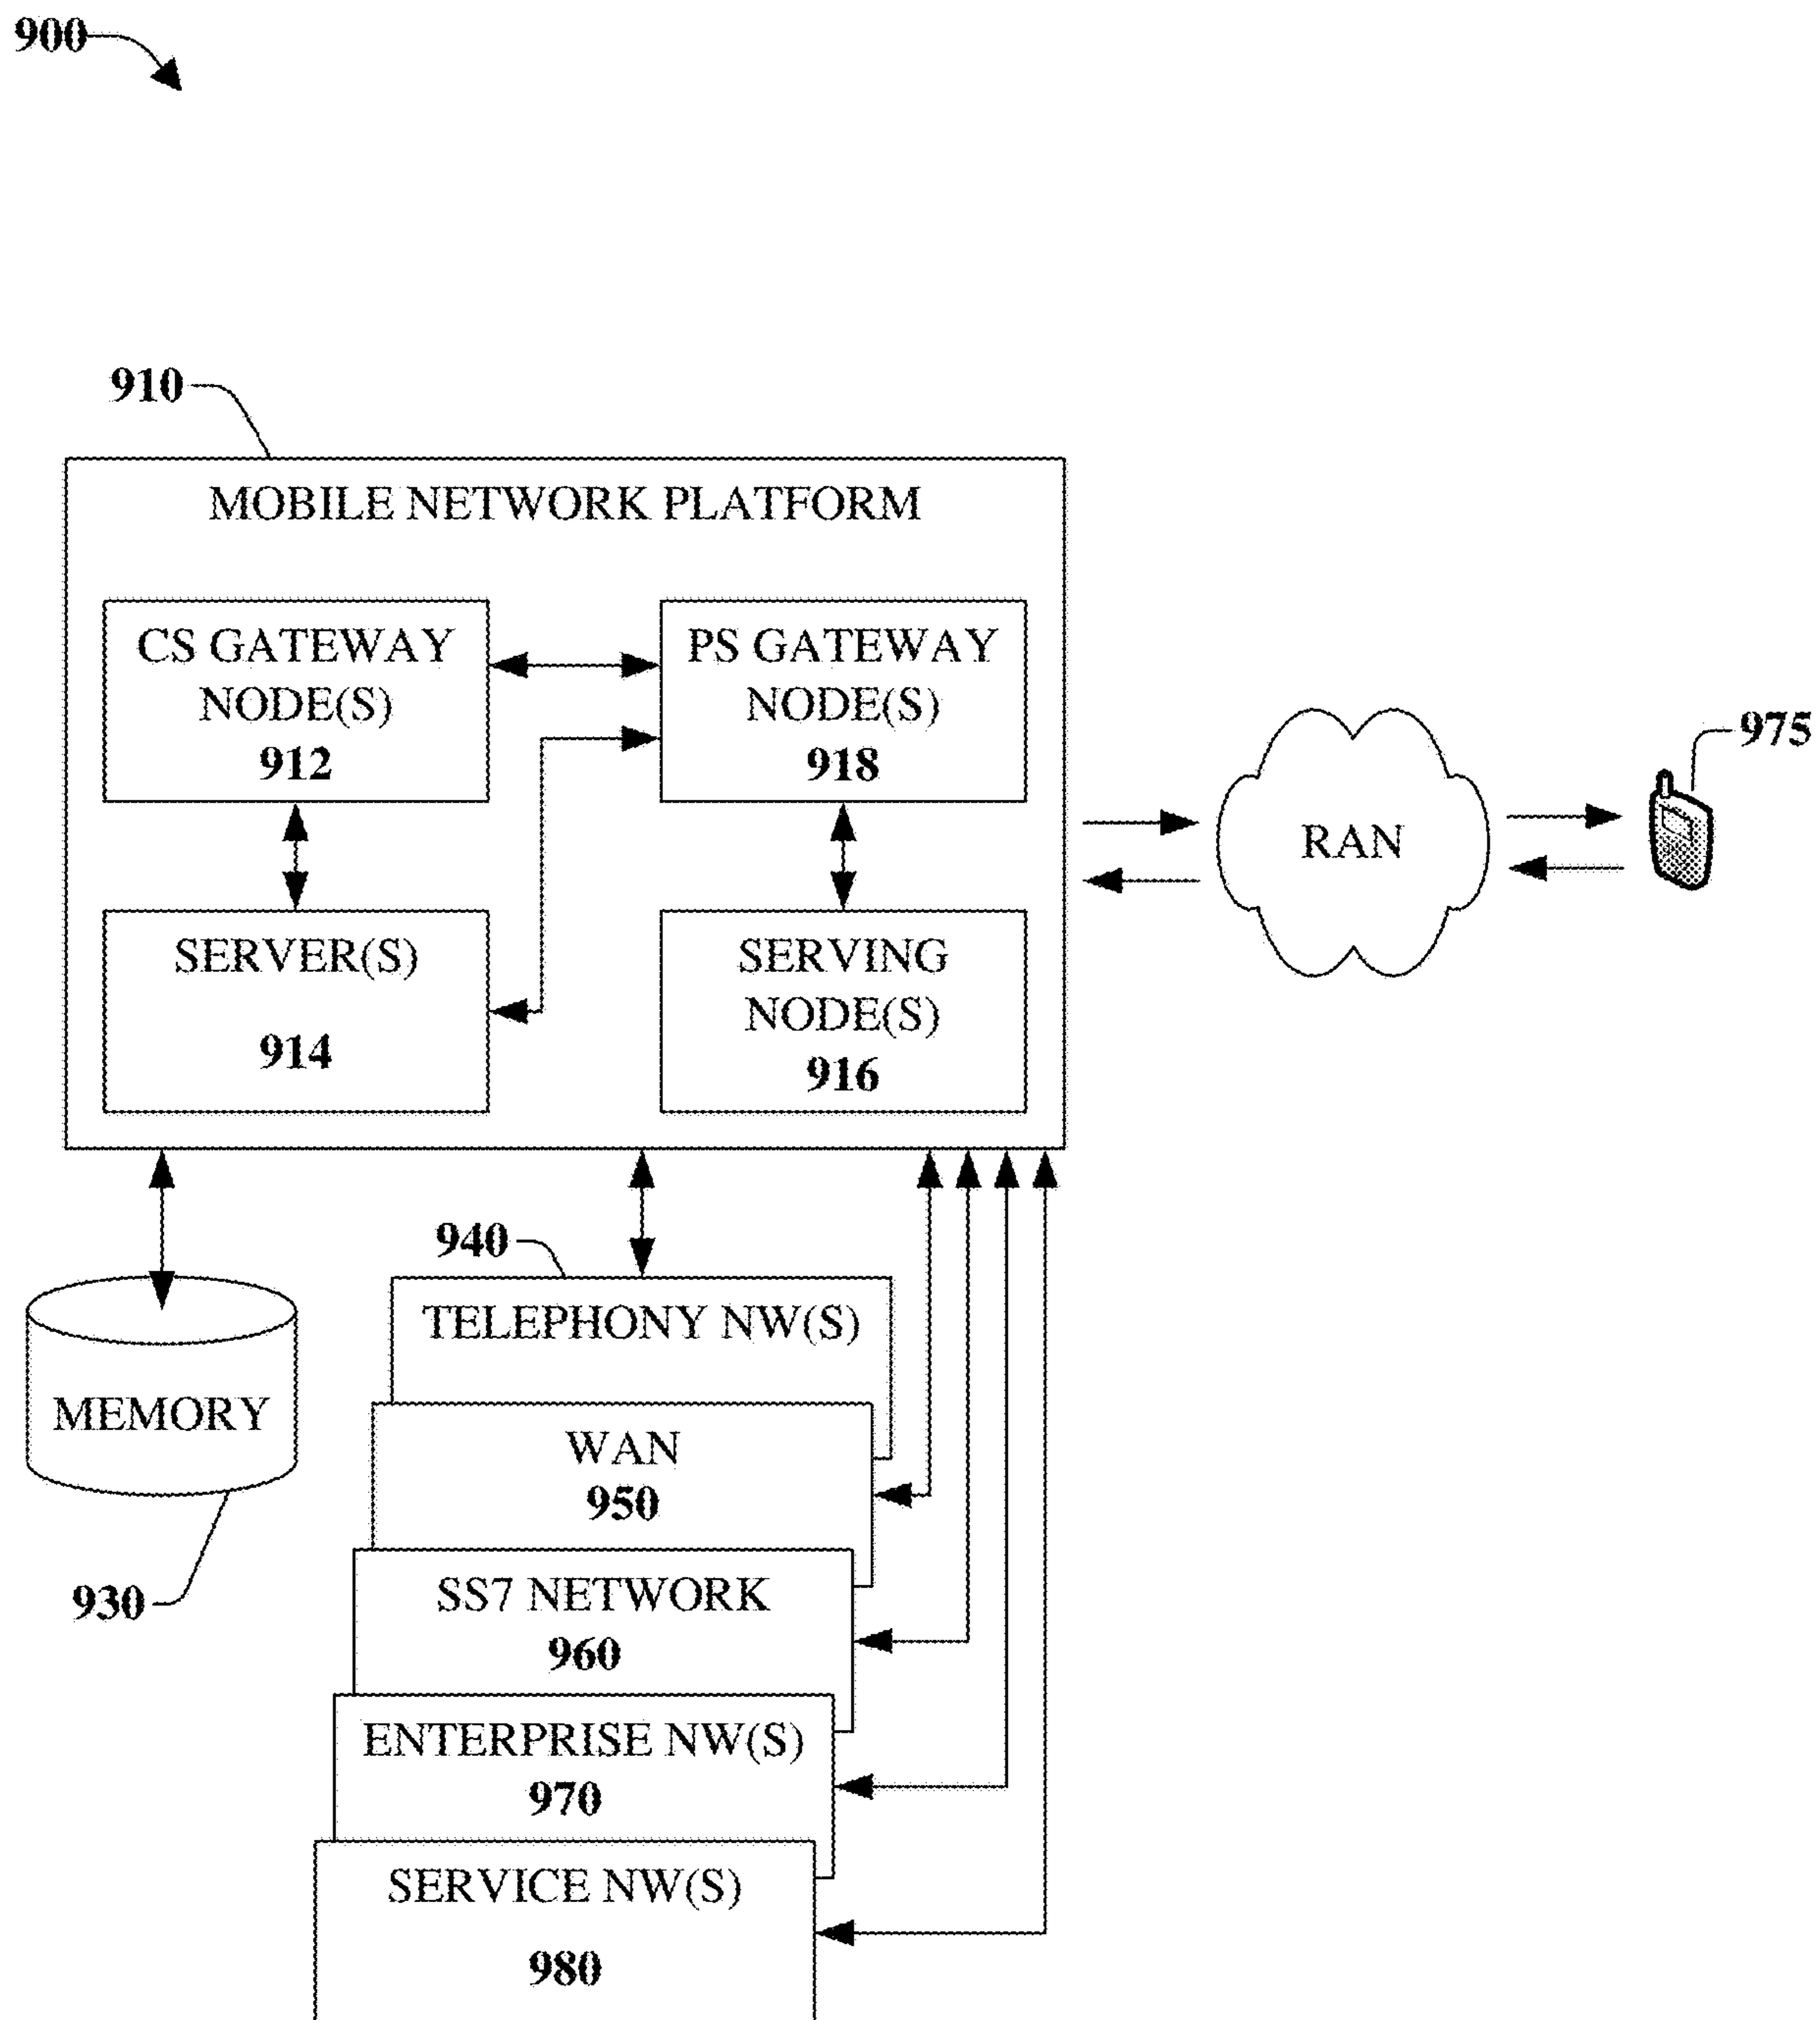 900
910
MOBILE NETWORK PLATFORM
CS GATEWAY
NODE(S)
912
PS GATEWAY
NODE(S)
918
SERVER(S)
914
SERVING
NODE(S)
916
RAN
975
940
TELEPHONY NW(S)
MEMORY
930
WAN
950
SS7 NETWORK
960
ENTERPRISE NW(S)
970
SERVICE NW(S)
980